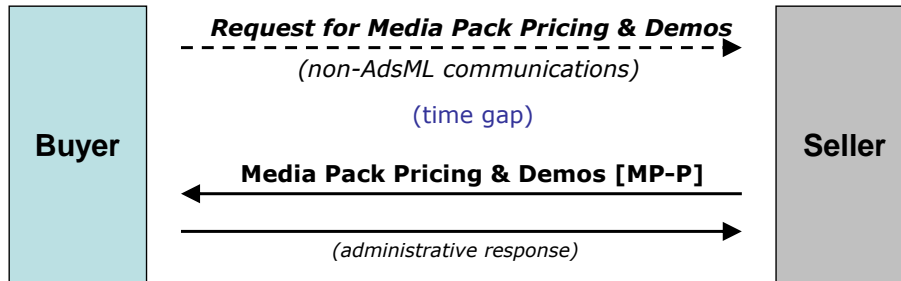 Request for Media Pack Pricing & Demos
(non-AdsML communications)
(time gap)
Buyer
Seller
Media Pack Pricing & Demos [MP-P]
(administrative response)